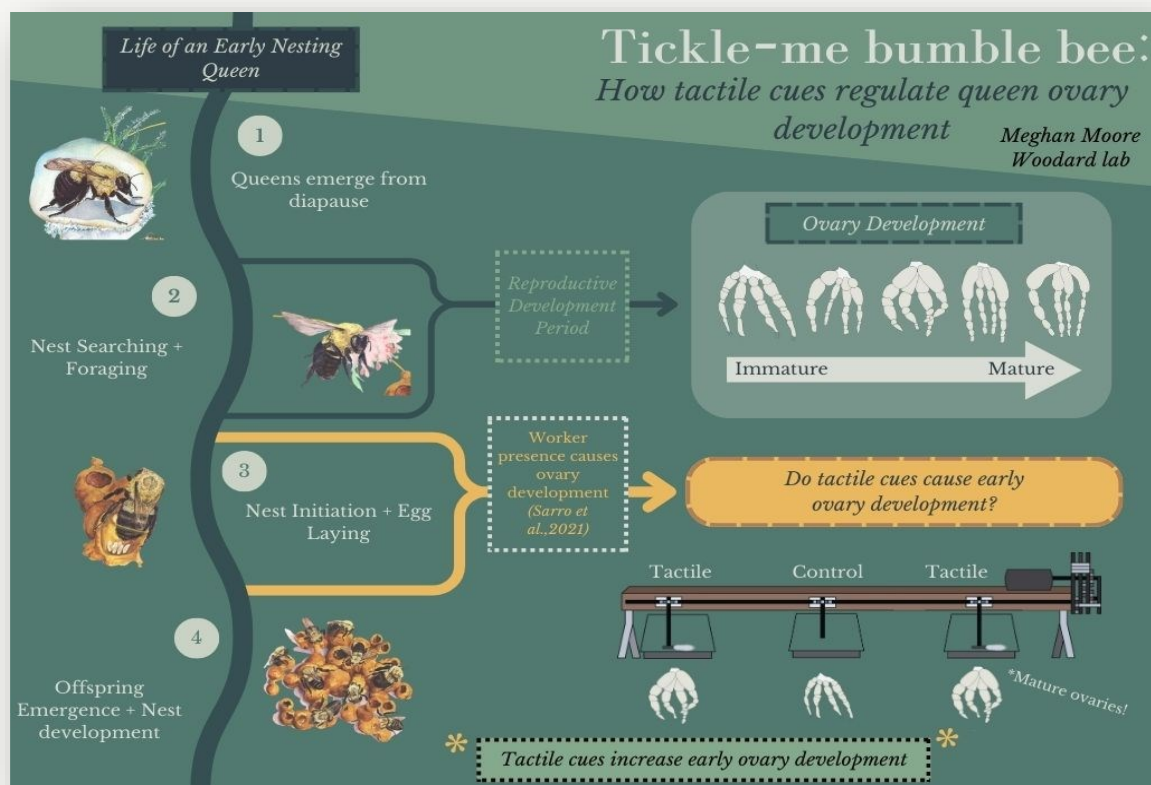 Life of an Early Nesting
Queen
Tickle-me bumble bee:
How tactile cues regulate queen ovary
development
Meghan Moore
Woodard lab
1
Queens emerge from
diapause
2
Nest Searching +
Foraging
Reproductive
Development
Period
Ovary Development
Immature
Mature
3
Nest Initiation + Egg
Laying
Worker
presence causes
ovary
development
(Sarro et
al.,2021)
Do tactile cues cause early
ovary development?
Tactile
Control
Tactile
4
Offspring
Emergence + Nest
development
*Mature ovaries!
* Tactile cues increase early ovary development *